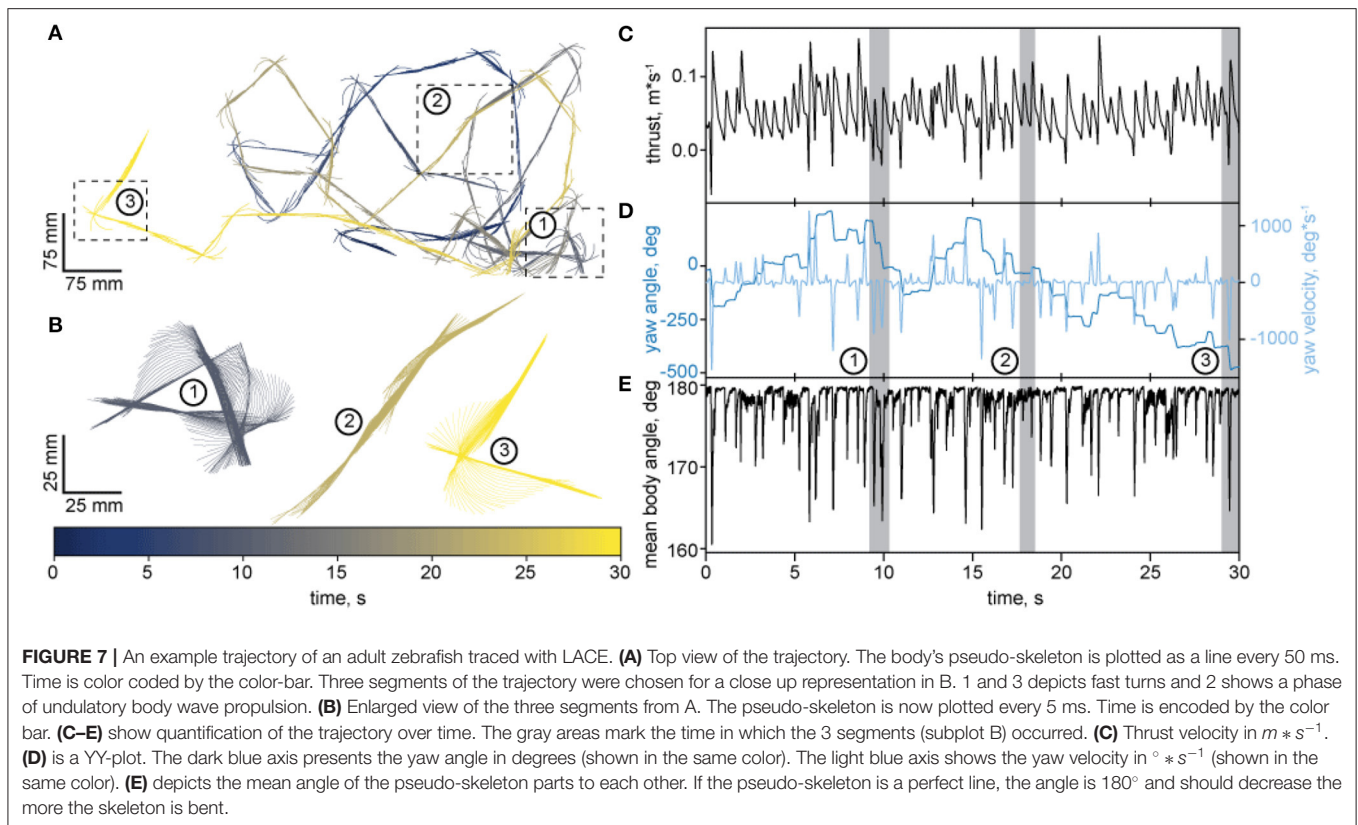 A
2
3
1
75 mm
75 mm
B
1
2
3
25 mm
25 mm
0 5 10 15 20 25 30
time, s
C
thrust, m*s⁻¹
0.1
0.0
D
yaw angle, deg
0
-250
-500
1000
0
-1000
yaw velocity, deg*s⁻¹
1 2 3
E
mean body angle, deg
180
170
160
0 5 10 15 20 25 30
time, s
FIGURE 7 | An example trajectory of an adult zebrafish traced with LACE. (A) Top view of the trajectory. The body's pseudo-skeleton is plotted as a line every 50 ms.
Time is color coded by the color-bar. Three segments of the trajectory were chosen for a close up representation in B. 1 and 3 depicts fast turns and 2 shows a phase
of undulatory body wave propulsion. (B) Enlarged view of the three segments from A. The pseudo-skeleton is now plotted every 5 ms. Time is encoded by the color
bar. (C–E) show quantification of the trajectory over time. The gray areas mark the time in which the 3 segments (subplot B) occurred. (C) Thrust velocity in m * s⁻¹.
(D) is a YY-plot. The dark blue axis presents the yaw angle in degrees (shown in the same color). The light blue axis shows the yaw velocity in ° * s⁻¹ (shown in the
same color). (E) depicts the mean angle of the pseudo-skeleton parts to each other. If the pseudo-skeleton is a perfect line, the angle is 180° and should decrease the
more the skeleton is bent.